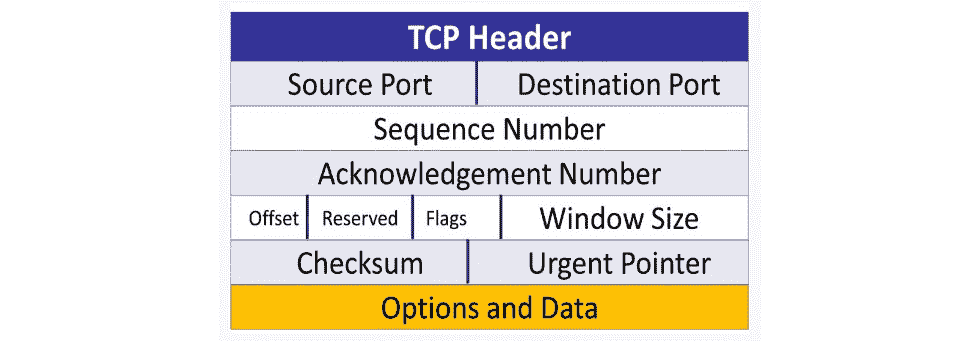 TCP Header
Source Port Destination Port
Sequence Number
Acknowledgement Number
Offset Reserved Flags Window Size
Checksum Urgent Pointer
Options and Data